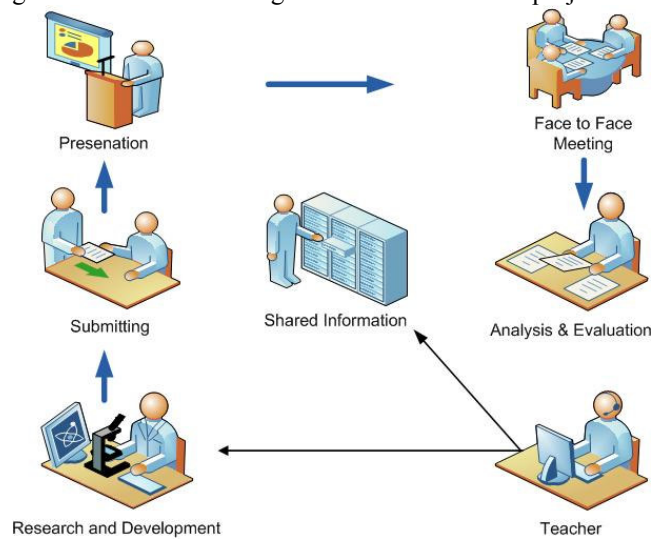 Presenation
Face to Face
Meeting
Submitting
Shared Information
Analysis & Evaluation
Research and Development
Teacher